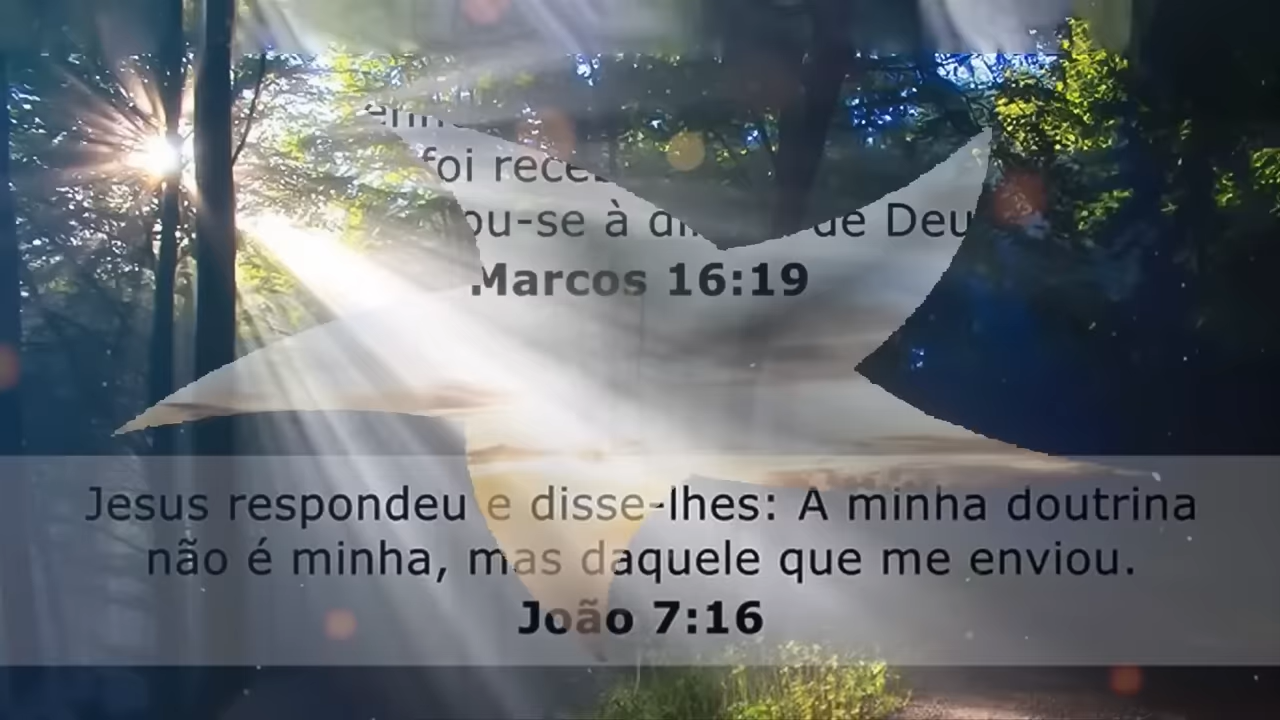 foi
ou-se à de Deu
Marcos 16:19
Jesus respondeu e disse-lhes: A minha doutrina
não é minha, mas daquele que me enviou.
João 7:16